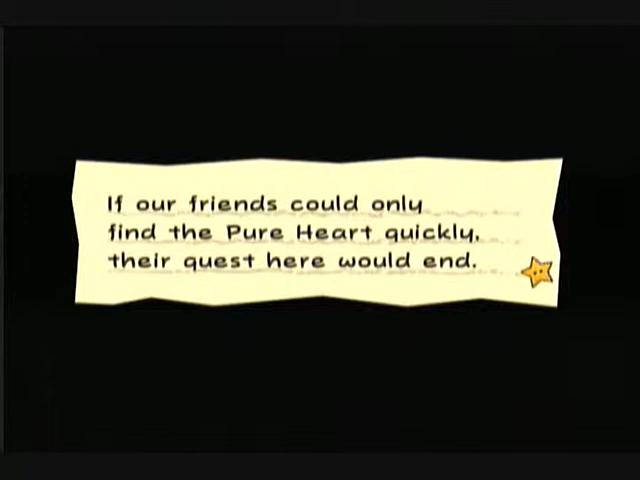 If our friends could only
find the Pure Heart quickly,
their quest here would end.